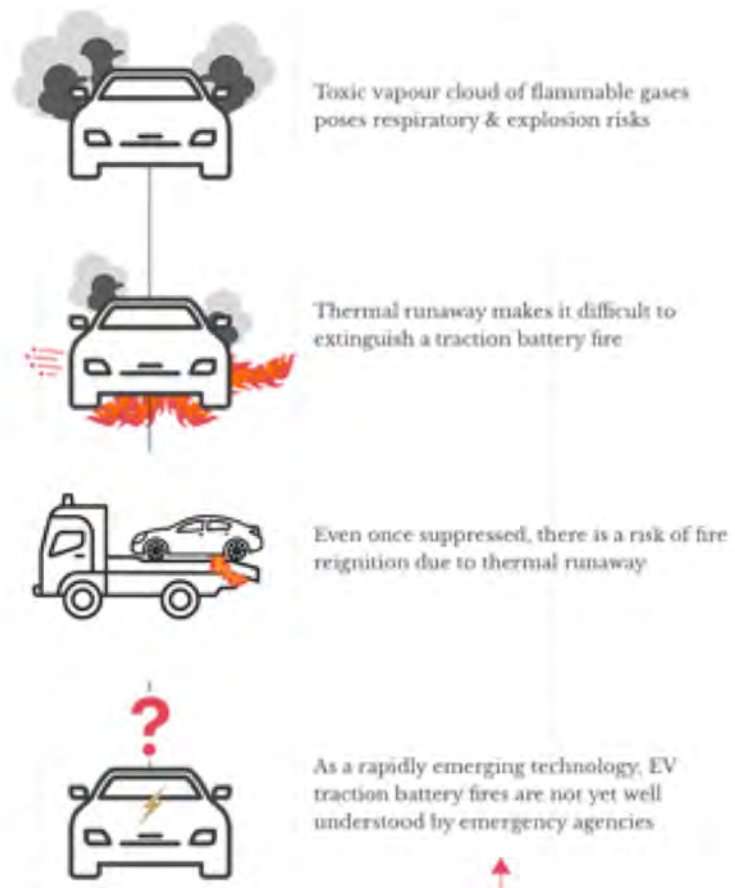 Toxic vapour cloud of flammable gases
poses respiratory & explosion risks
Thermal runaway makes it difficult to
extinguish a traction battery fire
Even once suppressed, there is a risk of fire
reignition due to thermal runaway
?
As a rapidly emerging technology, EV
traction battery fires are not yet well
understood by emergency agencies